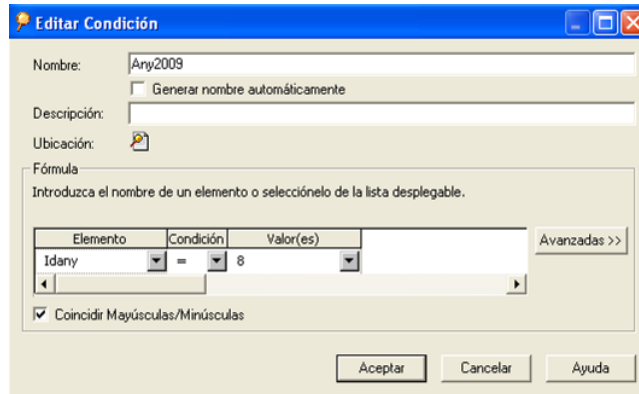 Editar Condición
Nombre: Any2009
Generar nombre automáticamente
Descripción:
Ubicación:
Fórmula
Introduzca el nombre de un elemento o selecciónelo de la lista desplegable.
Elemento Condición Valor(es)
Avanzadas >>
Idany = 8
Coincidir Mayúsculas/Minúsculas
Aceptar Cancelar Ayuda